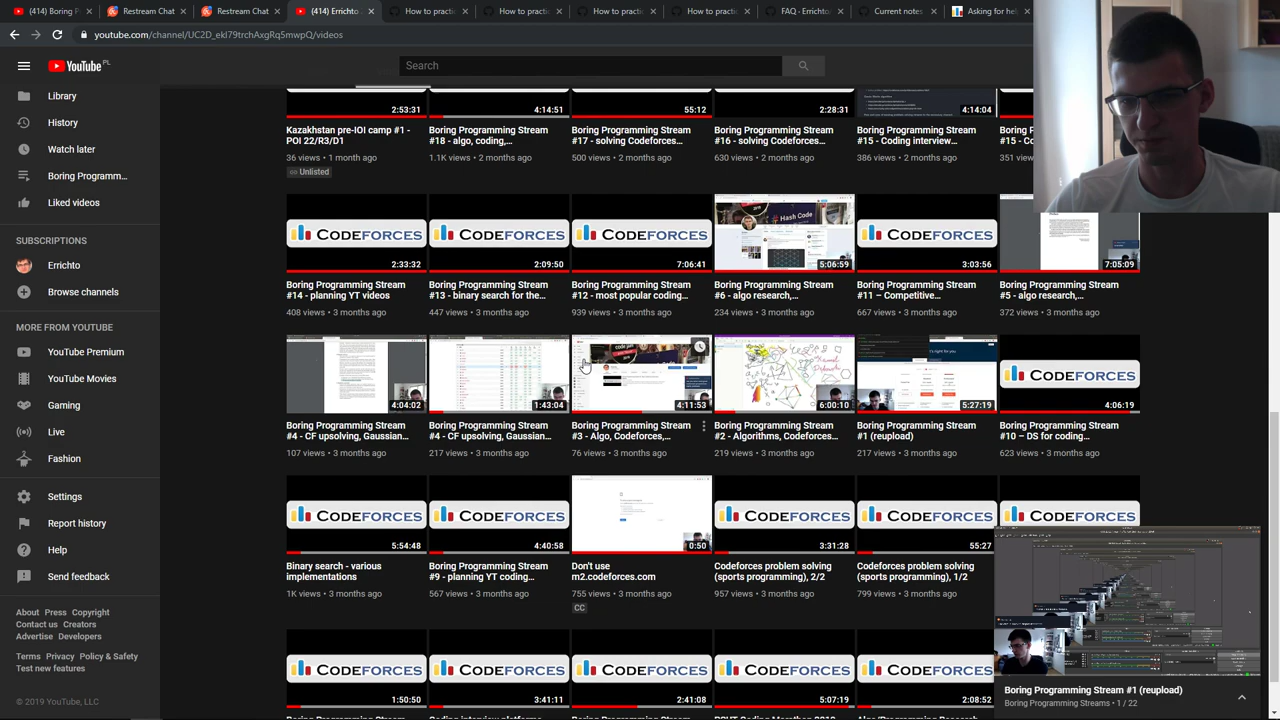 (414) Boring P
Restream Chat
Restream Chat
(414) Errichto
How to practic
How to practic
How to practic
How to practic
FAQ - Errichto
Current notes
Asking for help
youtube.com/channel/UC2D_ekI79trchAxgRq5mwpQ/videos
YouTube PL
Search
Library
History
Watch later
Boring Programm...
Liked videos
SUBSCRIPTIONS
Errichto
Browse channels
MORE FROM YOUTUBE
YouTube Premium
YouTube Movies
Gaming
Live
Fashion
Settings
Report history
Help
Send feedback
About Press Copyright
Contact us Creators
Advertise Developers
Terms Privacy Policy & Safety
Test new features
© 2019 YouTube, LLC
2:53:31
4:14:51
55:12
2:28:31
4:14:04
Kazakhstan pre-IOI camp #1 -
POI 22/R3/D1
36 views • 1 month ago
Unlisted
Boring Programming Stream
#18 - algo, coding,...
1.1K views • 2 months ago
Boring Programming Stream
#17 - solving Codeforces...
500 views • 2 months ago
Boring Programming Stream
#16 - solving Codeforces...
630 views • 2 months ago
Boring Programming Stream
#15 - Coding interview...
386 views • 2 months ago
#15
351
CODEFORCES
2:33:32
CODEFORCES
2:09:50
CODEFORCES
7:06:41
Hash Code
5:06:59
CODEFORCES
3:03:56
7:05:09
Boring Programming Stream
#14 - planning YT videos
408 views • 3 months ago
Boring Programming Stream
#13 - binary search for the...
447 views • 3 months ago
Boring Programming Stream
#12 - most popular coding...
939 views • 3 months ago
Boring Programming Stream
#6 - algo research,...
234 views • 3 months ago
Boring Programming Stream
#11 – Competitive...
667 views • 3 months ago
Boring Programming Stream
#5 - algo research,...
372 views • 3 months ago
4:04:02
1:43:04
4:11:53
6:00:10
5:27:19
CODEFORCES
4:06:19
Boring Programming Stream
#4 - CF upsolving, Gaussian...
107 views • 3 months ago
Boring Programming Stream
#4 - CF upsolving, Gaussian...
217 views • 3 months ago
Boring Programming Stream
#3 - Algo, Codeforces,...
76 views • 3 months ago
Boring Programming Stream
#2 - Algorithms, Codeforces...
219 views • 3 months ago
Boring Programming Stream
#1 (reupload)
297 views • 3 months ago
Boring Programming Stream
#10 – DS for coding...
623 views • 3 months ago
CODEFORCES
5:54:58
CODEFORCES
4:40:58
0:50
CODEFORCES
31:28
CODEFORCES
55:27
CODEFORCES
Binary search -
1K views • 3 months ago
Boring Programming Stream
#9 - planning YT coding...
567 views • 3 months ago
Don't use
m2.codeforces.com
755 views • 3 months ago
CC
Codeforces problem solving
(sports programming), 2/2
957 views • 3 months ago
Codeforces problem solving
(sports programming), 1/2
799 views • 3 months ago
1:50:50
3:41:11
CODEFORCES
2:41:08
CODEFORCES
5:07:19
CODEFORCES
2:08:52
Boring Programming Stream
Coding interview platforms
Boring Programming Stream
Boring Programming Stream #1 (reupload)
Boring Programming Streams • 1 / 22